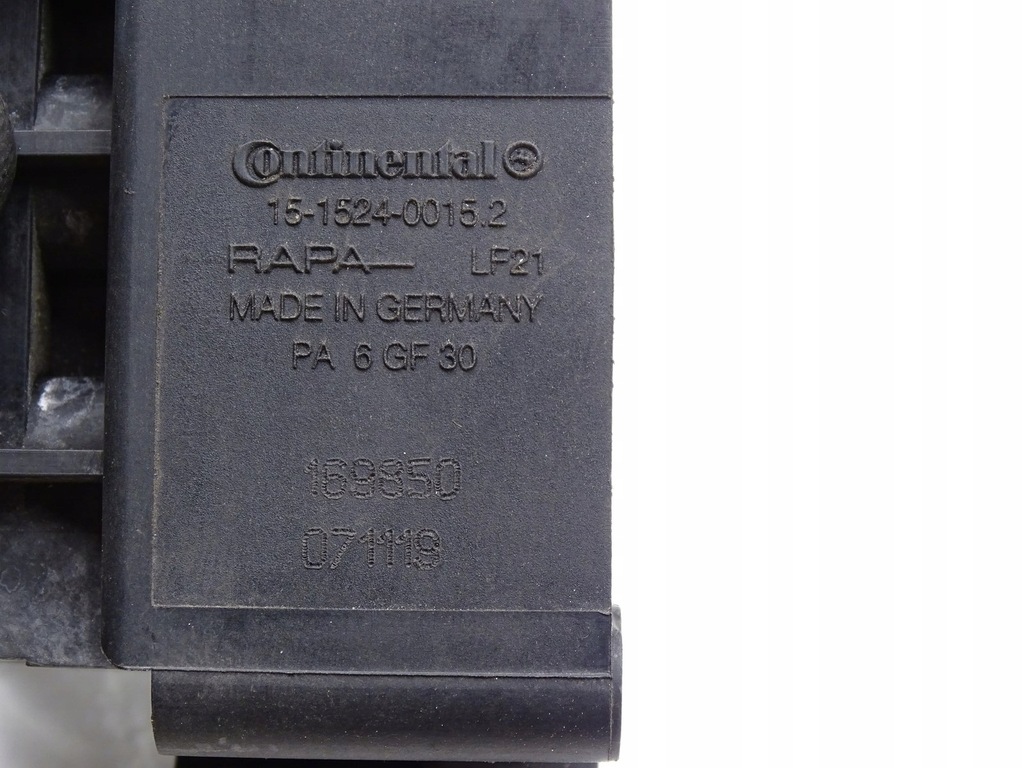 Continental
15-1524-0015.2
RAPA LF21
MADE IN GERMANY
PA 6 GF 30
169850
071119